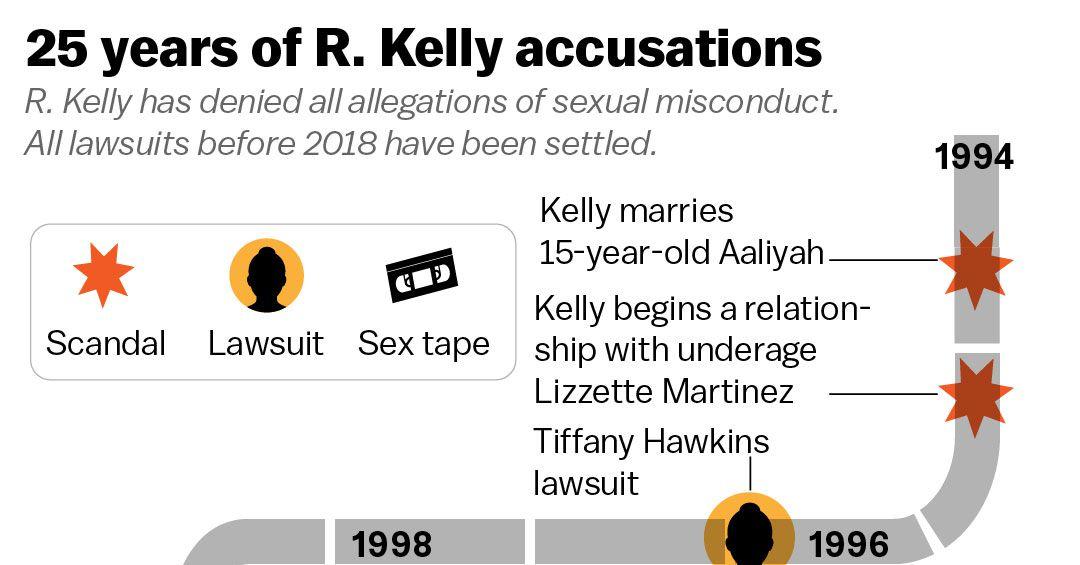 25 years of R. Kelly accusations
R. Kelly has denied all allegations of sexual misconduct.
All lawsuits before 2018 have been settled.
1994
Kelly marries
15-year-old Aaliyah
Scandal
Lawsuit
Sex tape
Kelly begins a relation-
ship with underage
Lizzette Martinez
Tiffany Hawkins
lawsuit
1998
1996